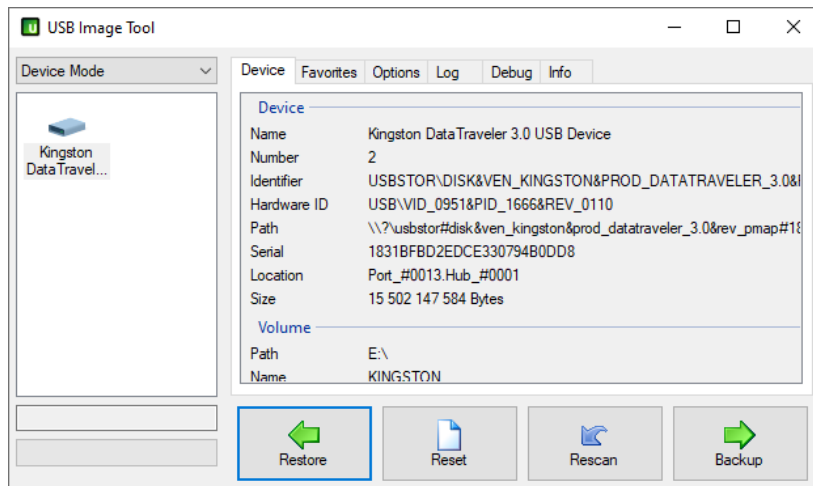 USB Image Tool
Device Mode
Device Favorites Options Log Debug Info
Kingston
DataTravel...
Device
Name Kingston DataTraveler 3.0 USB Device
Number 2
Identifier USBSTOR\DISK&VEN_KINGSTON&PROD_DATATRAVELER_3.0&
Hardware ID USB\VID_0951&PID_1666&REV_0110
Path \\?\usbstor#disk&ven_kingston&prod_datatraveler_3.0&rev_pmap#18
Serial 1831BFBD2EDCE330794B0DD8
Location Port_#0013.Hub_#0001
Size 15 502 147 584 Bytes
Volume
Path E:\
Name KINGSTON
Restore Reset Rescan Backup